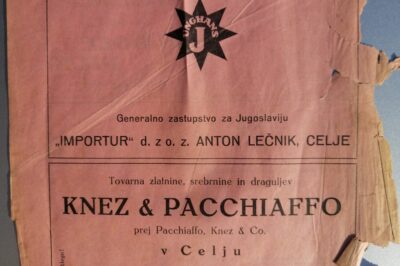 JUNGHANS
J
Generalno zastupstvo za Jugoslaviju
„IMPORTUR“ d. z o. z. ANTON LEČNIK, CELJE
Tovarna zlatnine, srebrnine in draguljev
KNEZ & PACCHIAFFO
prej Pacchiaffo, Knez & Co.
v Celju